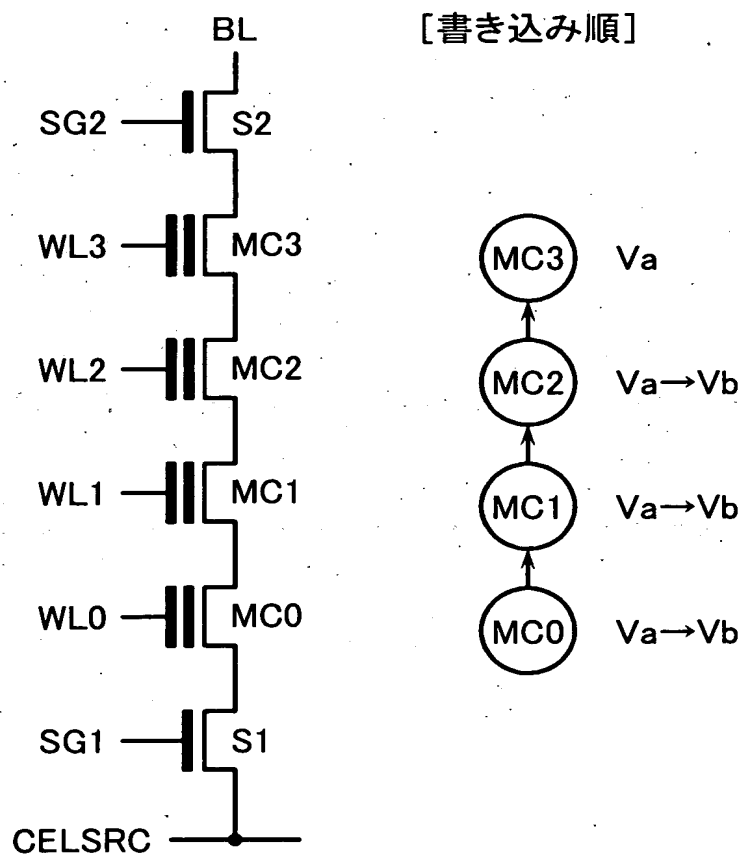 BL [書き込み順]
SG2 S2
WL3 MC3 MC3 Va
WL2 MC2 MC2 Va→Vb
WL1 MC1 MC1 Va→Vb
WL0 MC0 MC0 Va→Vb
SG1 S1
CELSRC